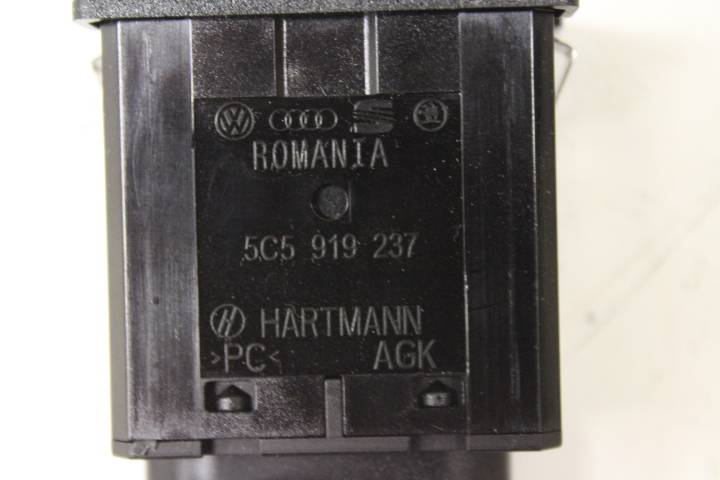 ROMANIA
5C5 919 237
HARTMANN
>PC< AGK